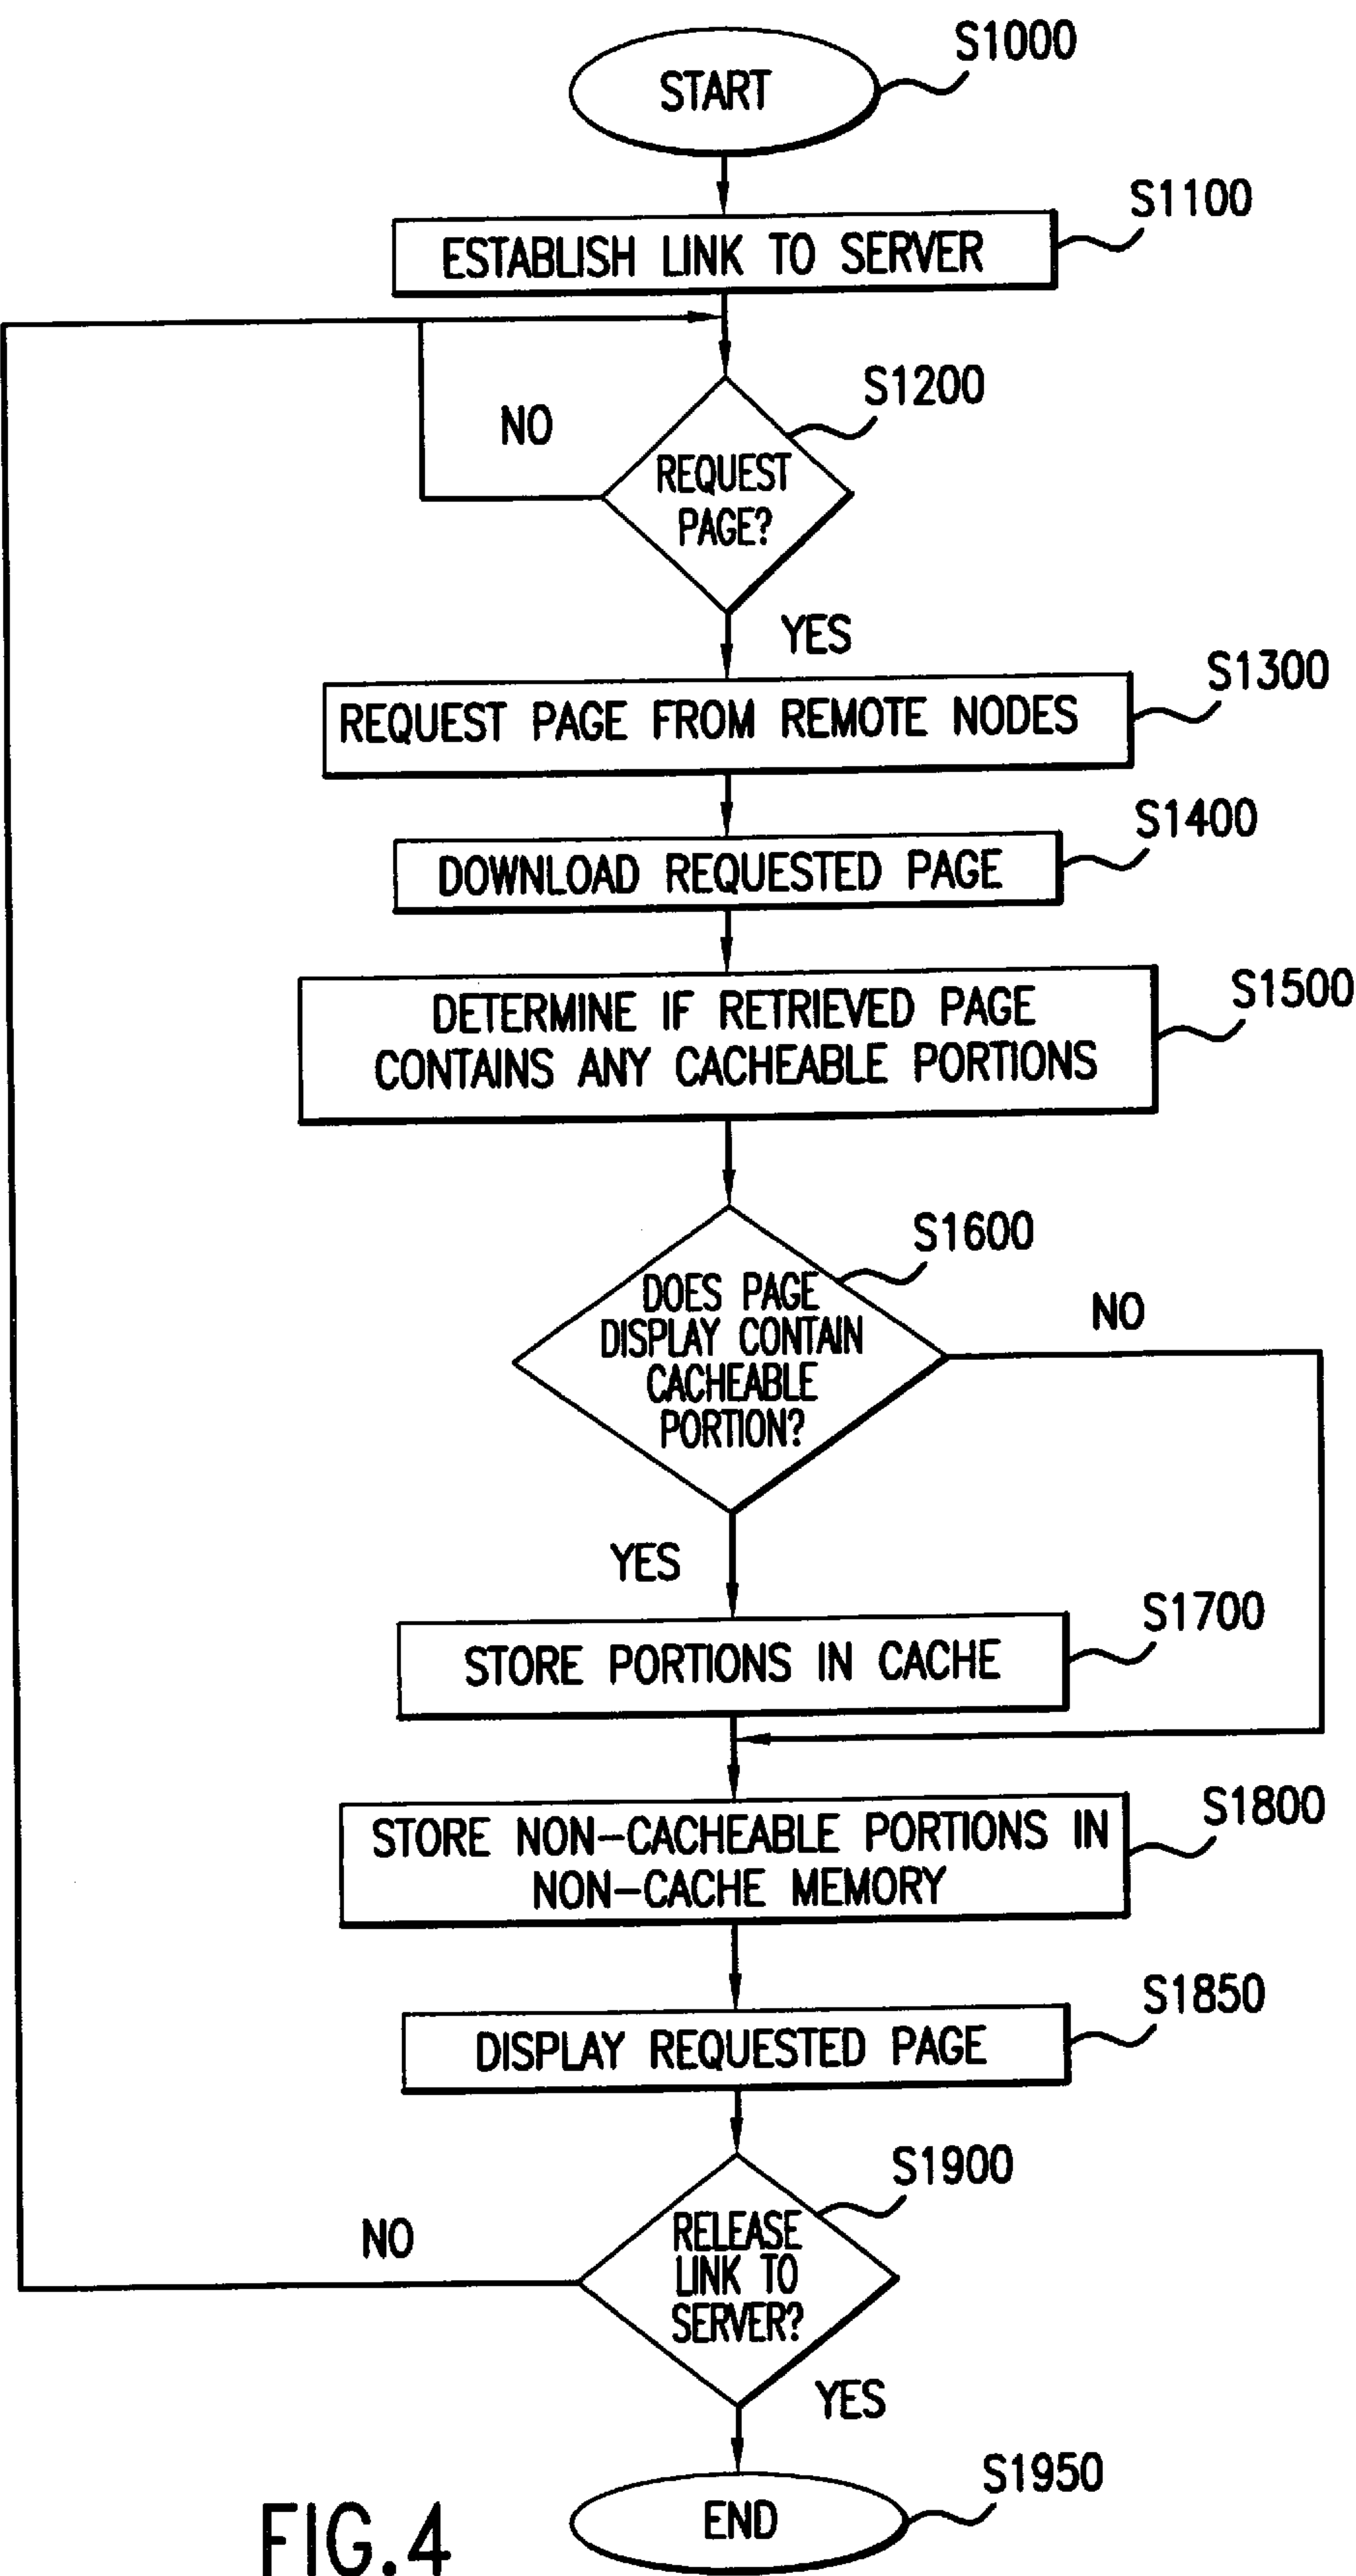 S1000
START
S1100
ESTABLISH LINK TO SERVER
S1200
NO
REQUEST
PAGE?
YES
S1300
REQUEST PAGE FROM REMOTE NODES
S1400
DOWNLOAD REQUESTED PAGE
S1500
DETERMINE IF RETRIEVED PAGE
CONTAINS ANY CACHEABLE PORTIONS
S1600
DOES PAGE
DISPLAY CONTAIN
CACHEABLE
PORTION?
NO
YES
S1700
STORE PORTIONS IN CACHE
S1800
STORE NON-CACHEABLE PORTIONS IN
NON-CACHE MEMORY
S1850
DISPLAY REQUESTED PAGE
S1900
RELEASE
LINK TO
SERVER?
NO
YES
S1950
END
FIG.4